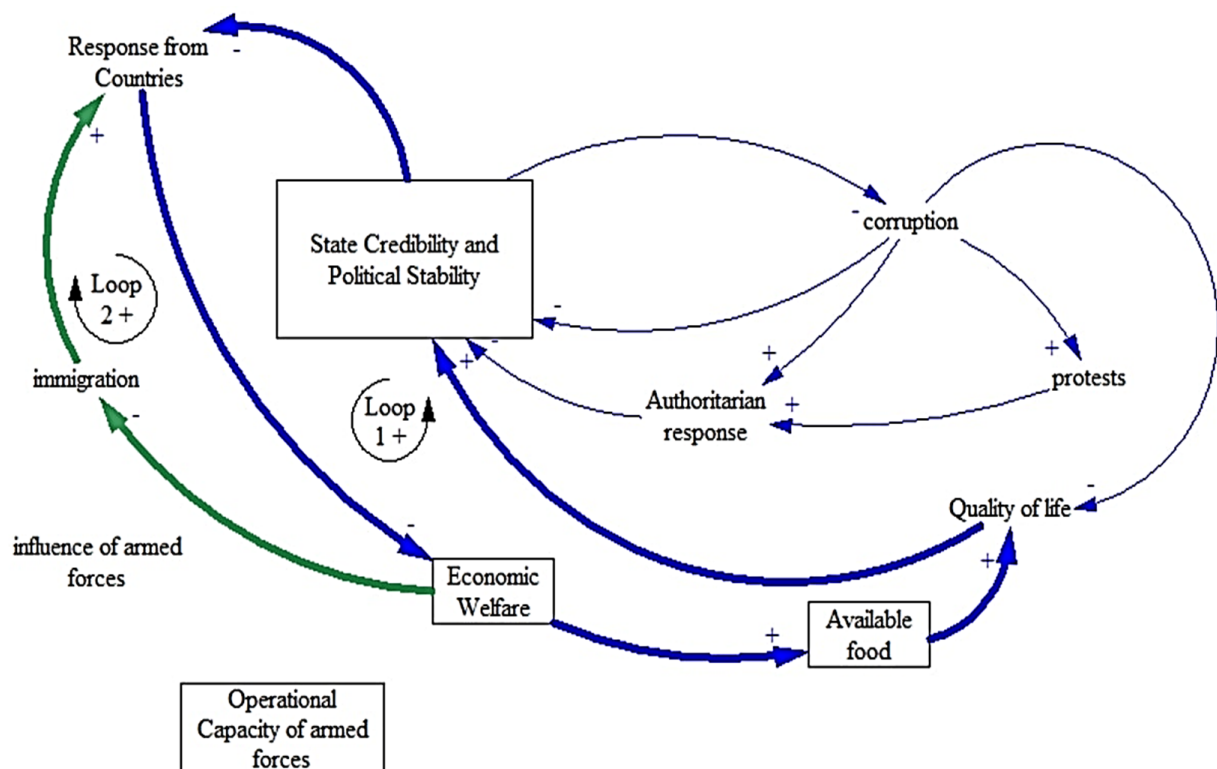 Response from
Countries
-
+
State Credibility and
Political Stability
-
corruption
Loop
2 +
-
-
+
+
+
immigration
-
Loop
1 +
Authoritarian
response
+
protests
-
Quality of life
influence of armed
forces
-
Economic
Welfare
+
+
Available
food
Operational
Capacity of armed
forces